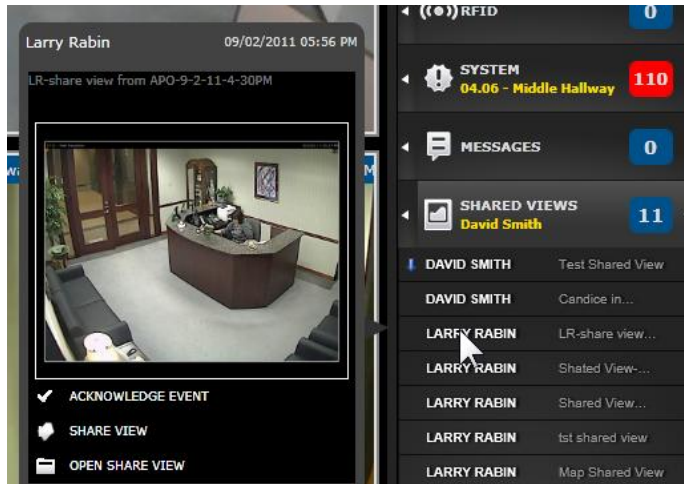 Larry Rabin 09/02/2011 05:56 PM
LR-share view from APO-9-2-11-4-30PM
ACKNOWLEDGE EVENT
SHARE VIEW
OPEN SHARE VIEW
RFID 0
SYSTEM
04.06 - Middle Hallway 110
MESSAGES 0
SHARED VIEWS
David Smith 11
DAVID SMITH Test Shared View
DAVID SMITH Candice in...
LARRY RABIN LR-share view...
LARRY RABIN Shated View-...
LARRY RABIN Shared View...
LARRY RABIN tst shared view
LARRY RABIN Map Shared View